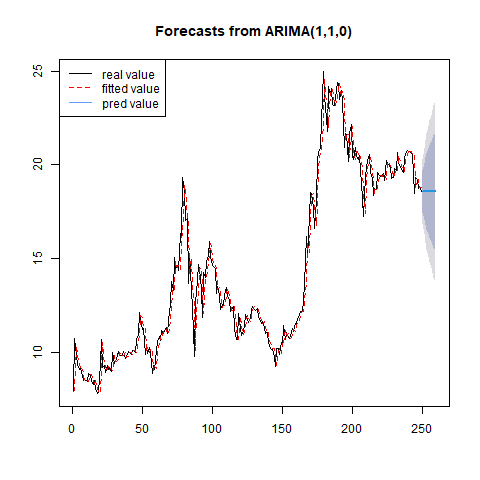 Forecasts from ARIMA(1,1,0)
real value
fitted value
pred value
25
20
15
10
0 50 100 150 200 250